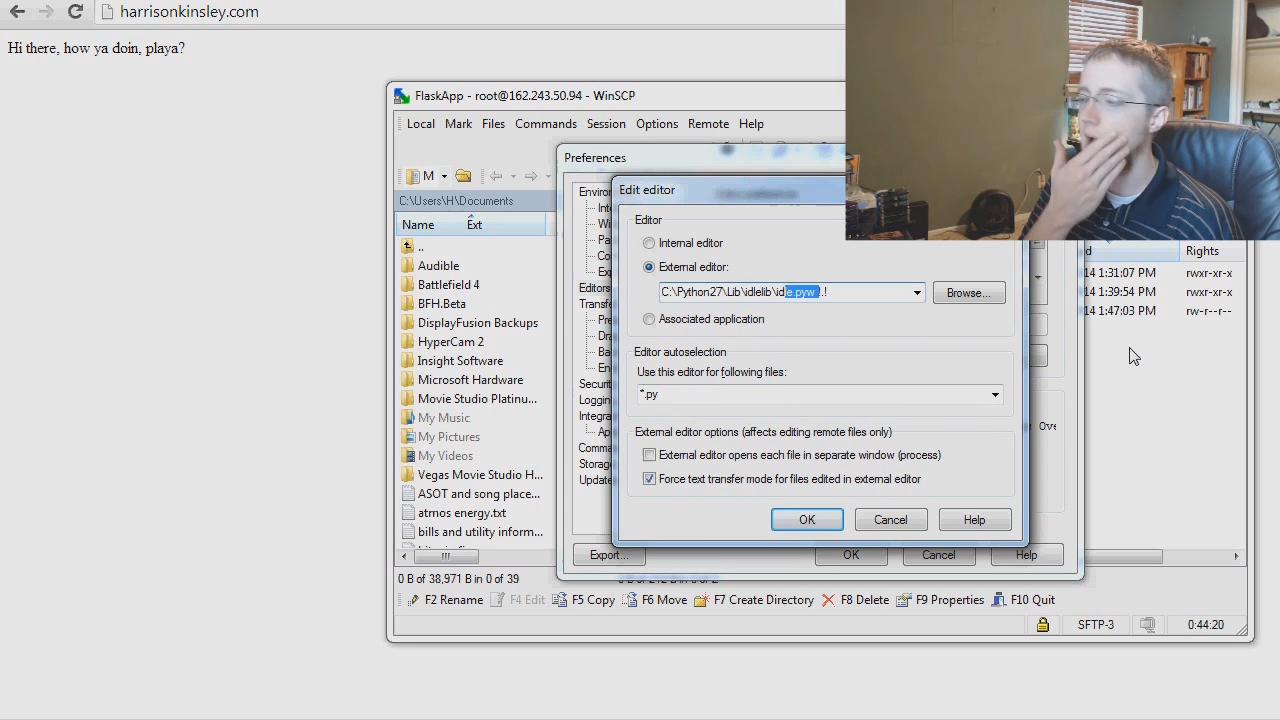 harrisonkinsley.com
Hi there, how ya doin, playa?
FlaskApp - root@162.243.50.94 - WinSCP
Local Mark Files Commands Session Options Remote Help
M
C:\Users\H\Documents
Name Ext
..
Audible
Battlefield 4
BFH.Beta
DisplayFusion Backups
HyperCam 2
Insight Software
Microsoft Hardware
Movie Studio Platinu...
My Music
My Pictures
My Videos
Vegas Movie Studio H...
ASOT and song place...
atmos energy.txt
bills and utility inform...
0 B of 38,971 B in 0 of 39
Preferences
Environ
Editors
Securit
Logging
Integra
Storag
Update
Export...
OK
Cancel
Help
Edit editor
Editor
Internal editor
External editor:
C:\Python27\Lib\idlelib\idle.pyw
Browse...
Associated application
Editor autoselection
Use this editor for following files:
*.py
External editor options (affects editing remote files only)
External editor opens each file in separate window (process)
Force text transfer mode for files edited in external editor
OK
Cancel
Help
Rights
1:31:07 PM rwxr-xr-x
1:39:54 PM rwxr-xr-x
1:47:03 PM rw-r--r--
F2 Rename F4 Edit F5 Copy F6 Move F7 Create Directory F8 Delete F9 Properties F10 Quit
SFTP-3
0:44:20